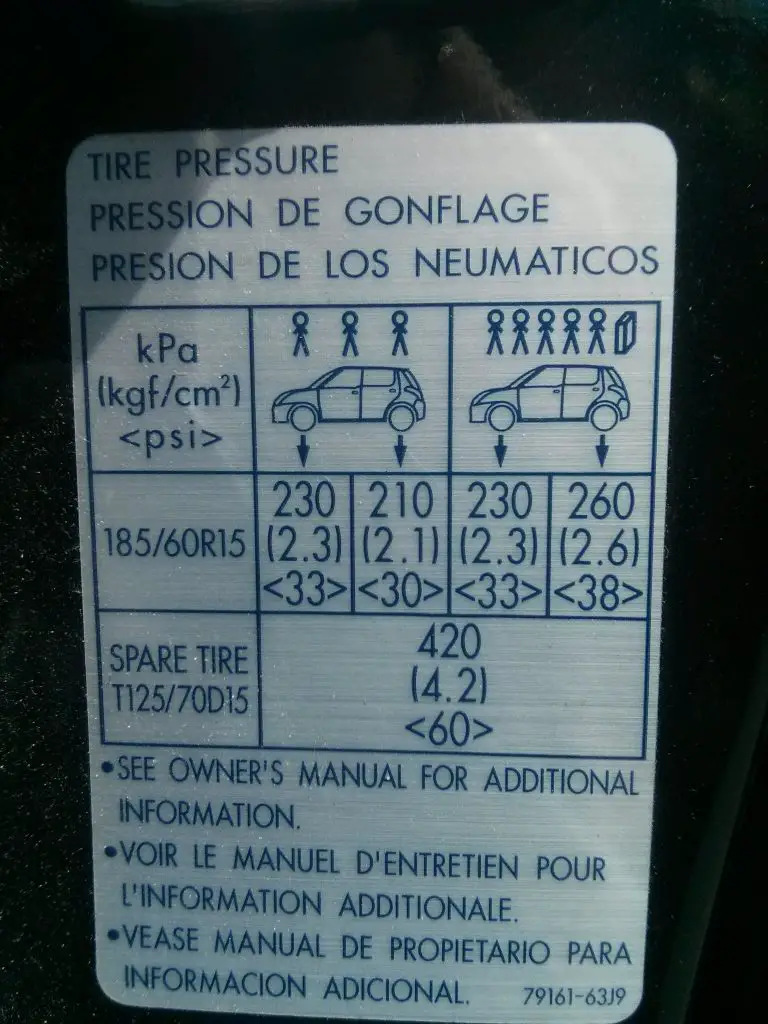 TIRE PRESSURE
PRESSION DE GONFLAGE
PRESION DE LOS NEUMATICOS
kPa
(kgf/cm²)
<psi>
185/60R15
230 210 230 260
(2.3) (2.1) (2.3) (2.6)
<33> <30> <33> <38>
SPARE TIRE
T125/70D15
420
(4.2)
<60>
•SEE OWNER'S MANUAL FOR ADDITIONAL
INFORMATION.
•VOIR LE MANUEL D'ENTRETIEN POUR
L'INFORMATION ADDITIONALE.
•VEASE MANUAL DE PROPIETARIO PARA
INFORMACION ADICIONAL.
79161-63J9